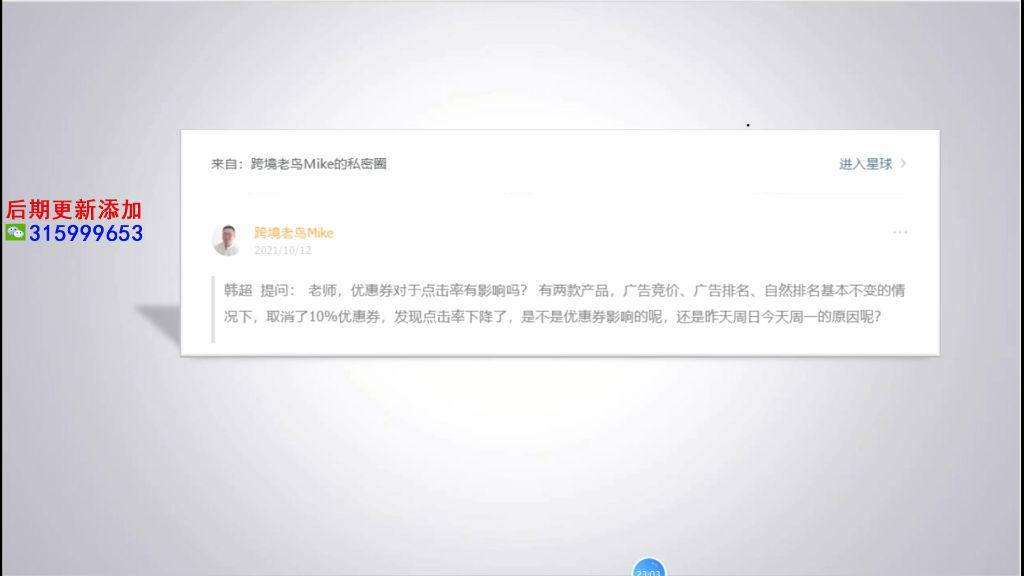 来自：跨境老鸟Mike的私密圈
进入星球
后期更新添加
315999653
跨境老鸟Mike
2021/10/12
韩超 提问： 老师，优惠券对于点击率有影响吗？ 有两款产品，广告竞价、广告排名、自然排名基本不变的情
况下，取消了10%优惠券，发现点击率下降了，是不是优惠券影响的呢，还是昨天周日今天周一的原因呢？
23:03